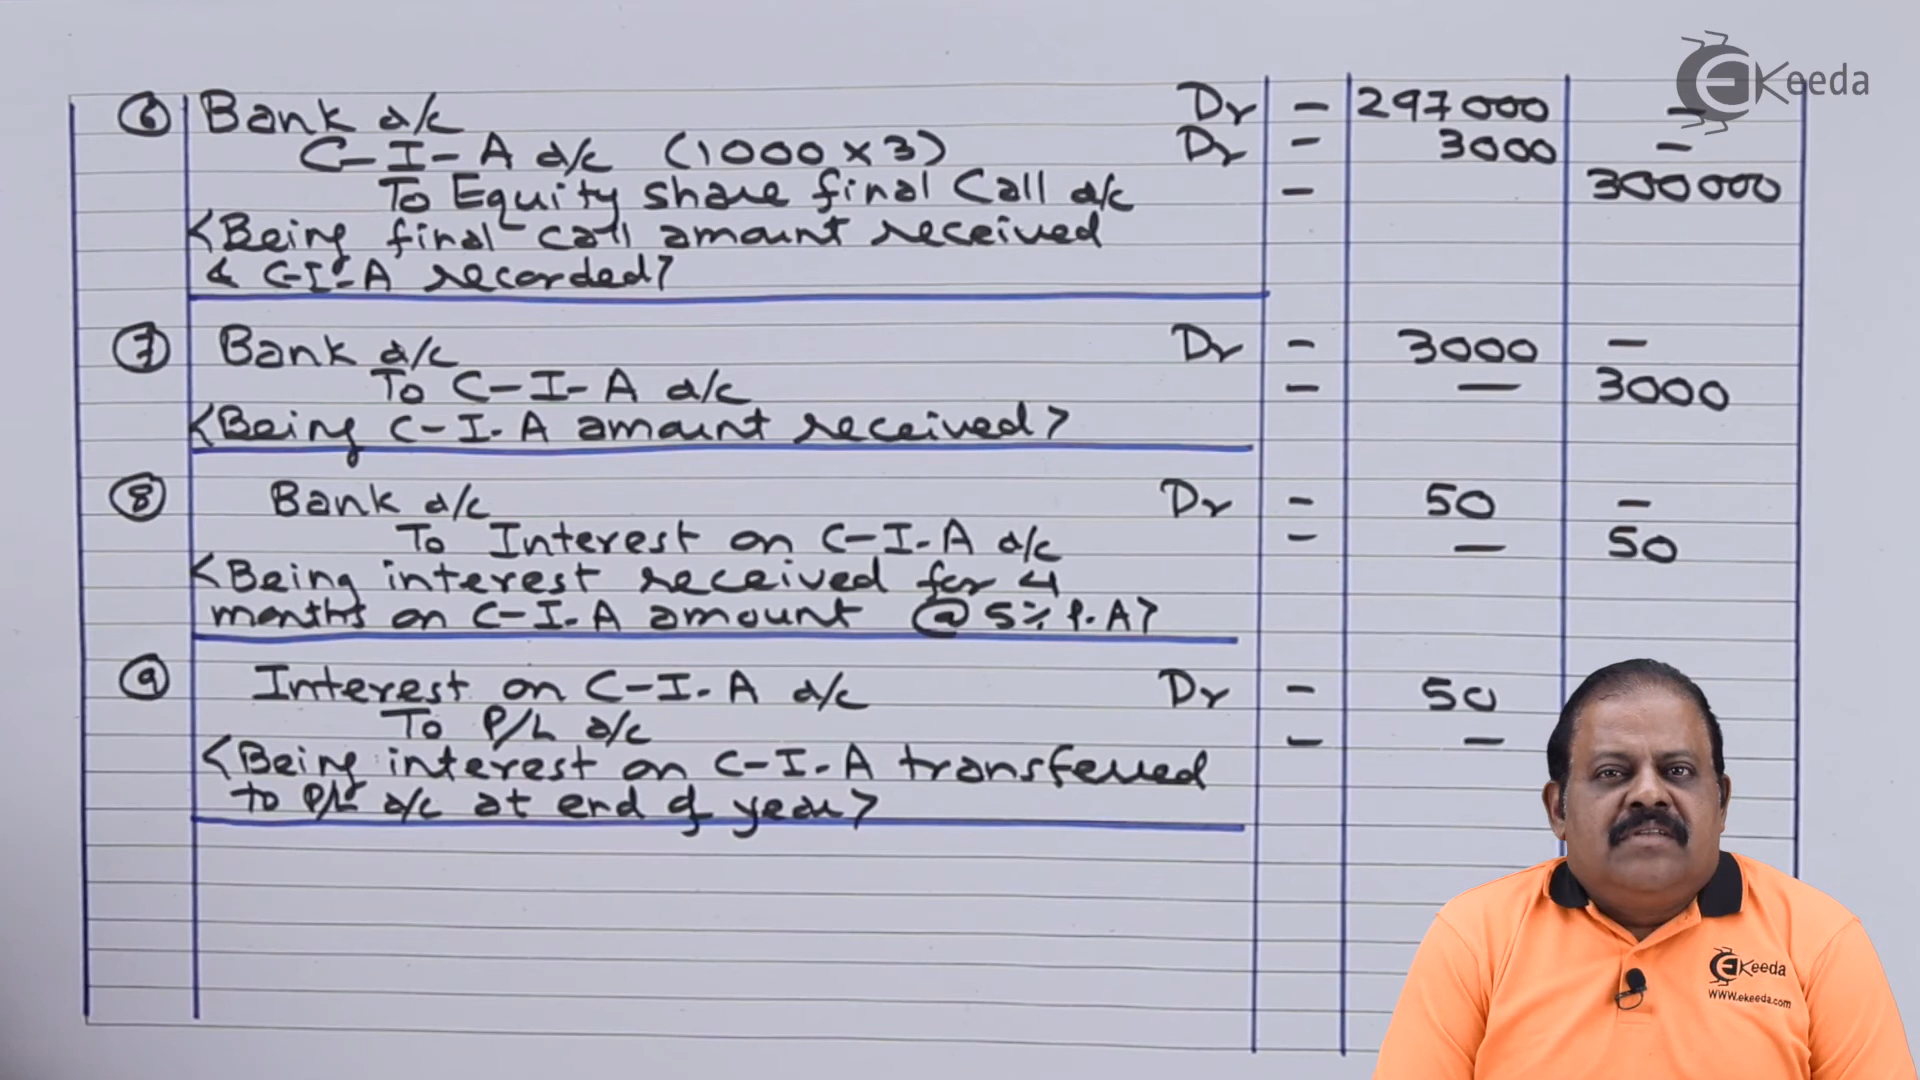 EKeeda
⑥ Bank a/c Dr - 297000 -
C-I-A a/c (1000 x 3) Dr - 3000 -
To Equity share final Call a/c - 300000
<Being final call amount received
& C-I-A recorded>
⑦ Bank a/c Dr - 3000 -
To C-I-A a/c - — 3000
<Being C-I-A amount received>
⑧ Bank a/c Dr - 50 -
To Interest on C-I-A a/c - — 50
<Being interest received for 4
months on C-I-A amount @ 5% P.A>
⑨ Interest on C-I-A a/c Dr - 50
To P/L a/c - -
<Being interest on C-I-A transferred
to P/L a/c at end of year>
EKeeda
www.ekeeda.com